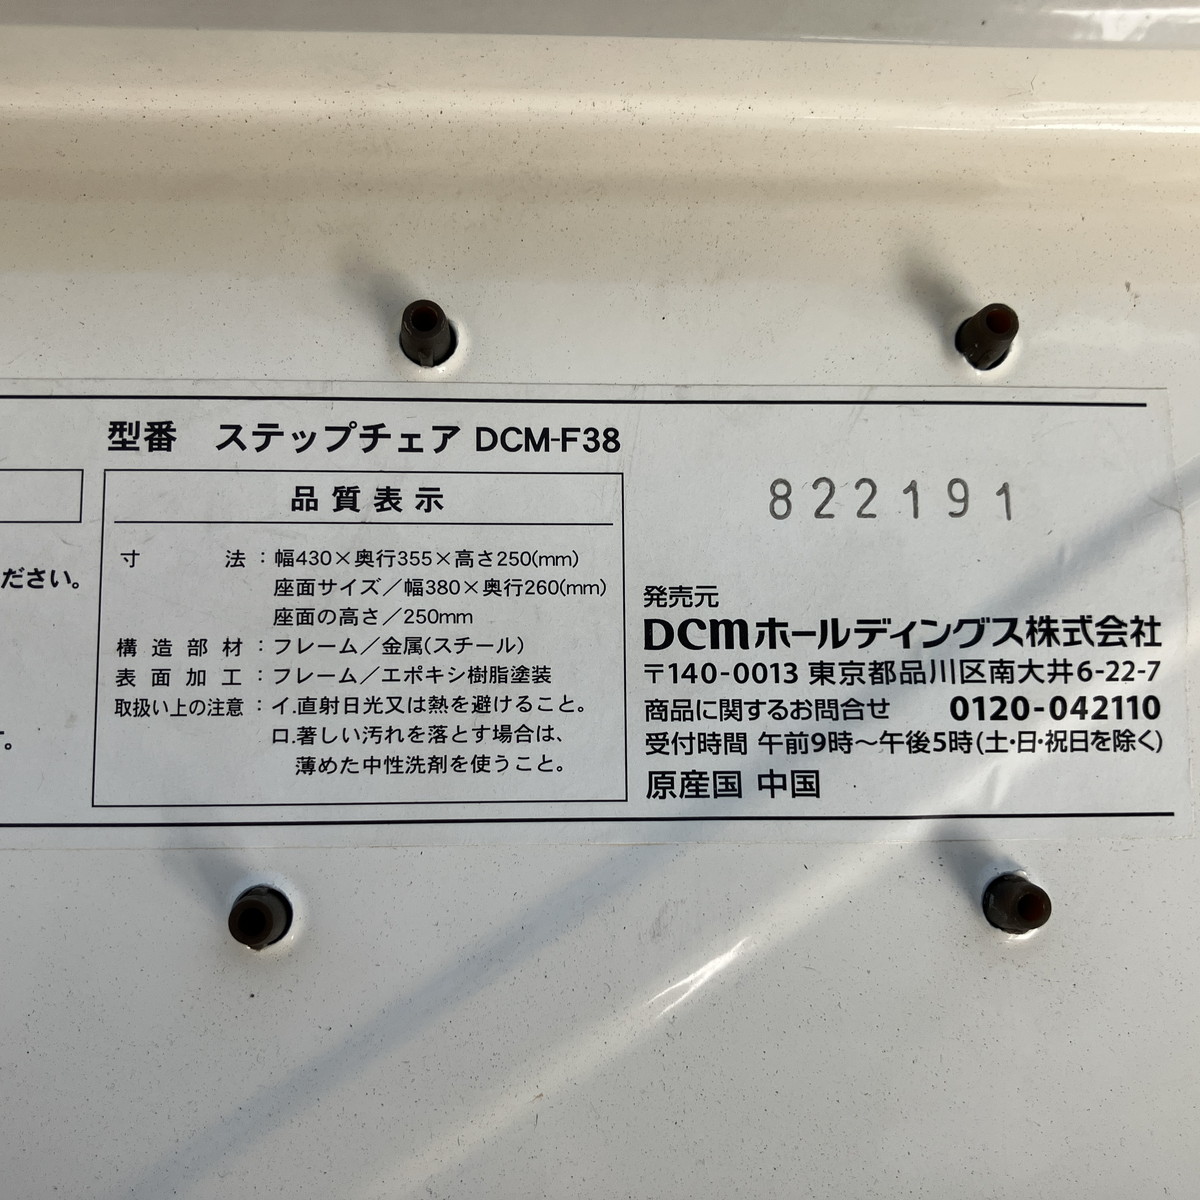 型番 ステップチェア DCM-F38
ださい。
す。
品質表示
寸法：幅430×奥行355×高さ250(mm)
座面サイズ／幅380×奥行260(mm)
座面の高さ／250mm
構造部材：フレーム／金属(スチール)
表面加工：フレーム／エポキシ樹脂塗装
取扱い上の注意：イ.直射日光又は熱を避けること。
ロ.著しい汚れを落とす場合は、
薄めた中性洗剤を使うこと。
822191
発売元
DCMホールディングス株式会社
〒140-0013 東京都品川区南大井6-22-7
商品に関するお問合せ 0120-042110
受付時間 午前9時～午後5時(土・日・祝日を除く)
原産国 中国